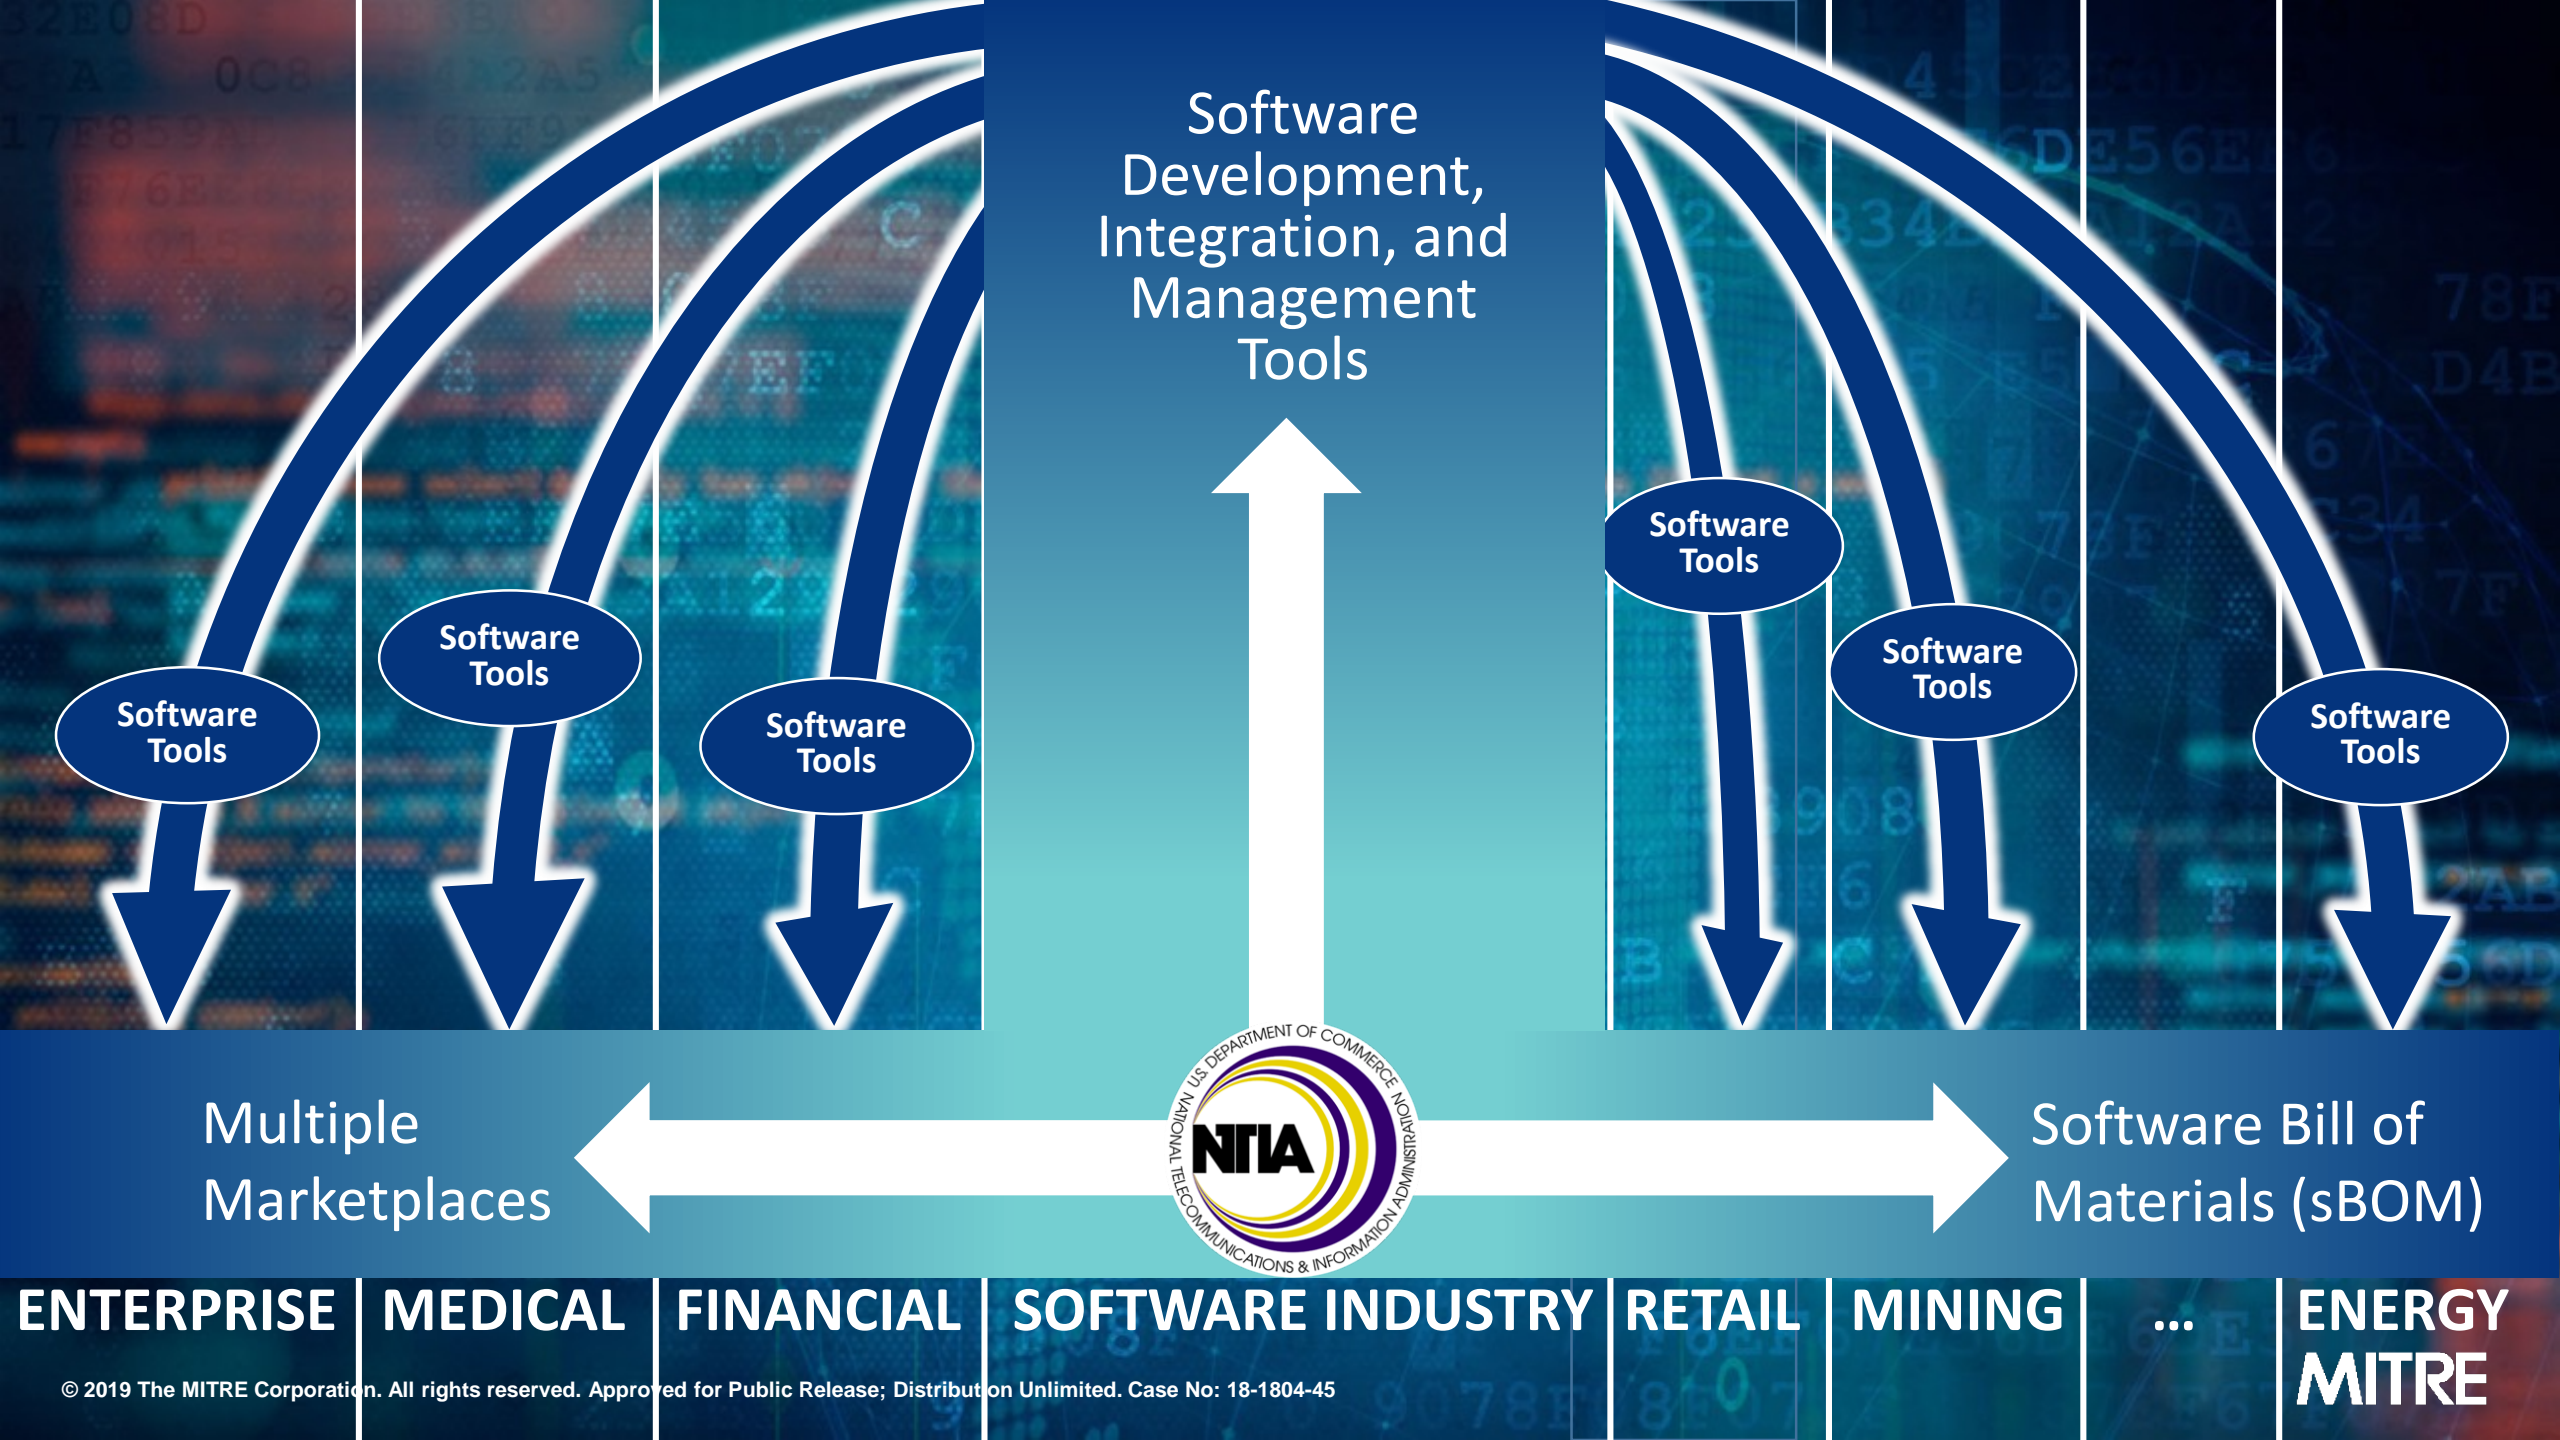 Software
Development,
Integration, and
Management
Tools
Software
Tools
Software
Tools
Software
Tools
Software
Tools
Software
Tools
Software
Tools
Multiple
Marketplaces
NATIONAL TELECOMMUNICATIONS & INFORMATION ADMINISTRATION U.S. DEPARTMENT OF COMMERCE
NTIA
Software Bill of
Materials (sBOM)
ENTERPRISE MEDICAL FINANCIAL SOFTWARE INDUSTRY RETAIL MINING ... ENERGY
© 2019 The MITRE Corporation. All rights reserved. Approved for Public Release; Distribution Unlimited. Case No: 18-1804-45
MITRE